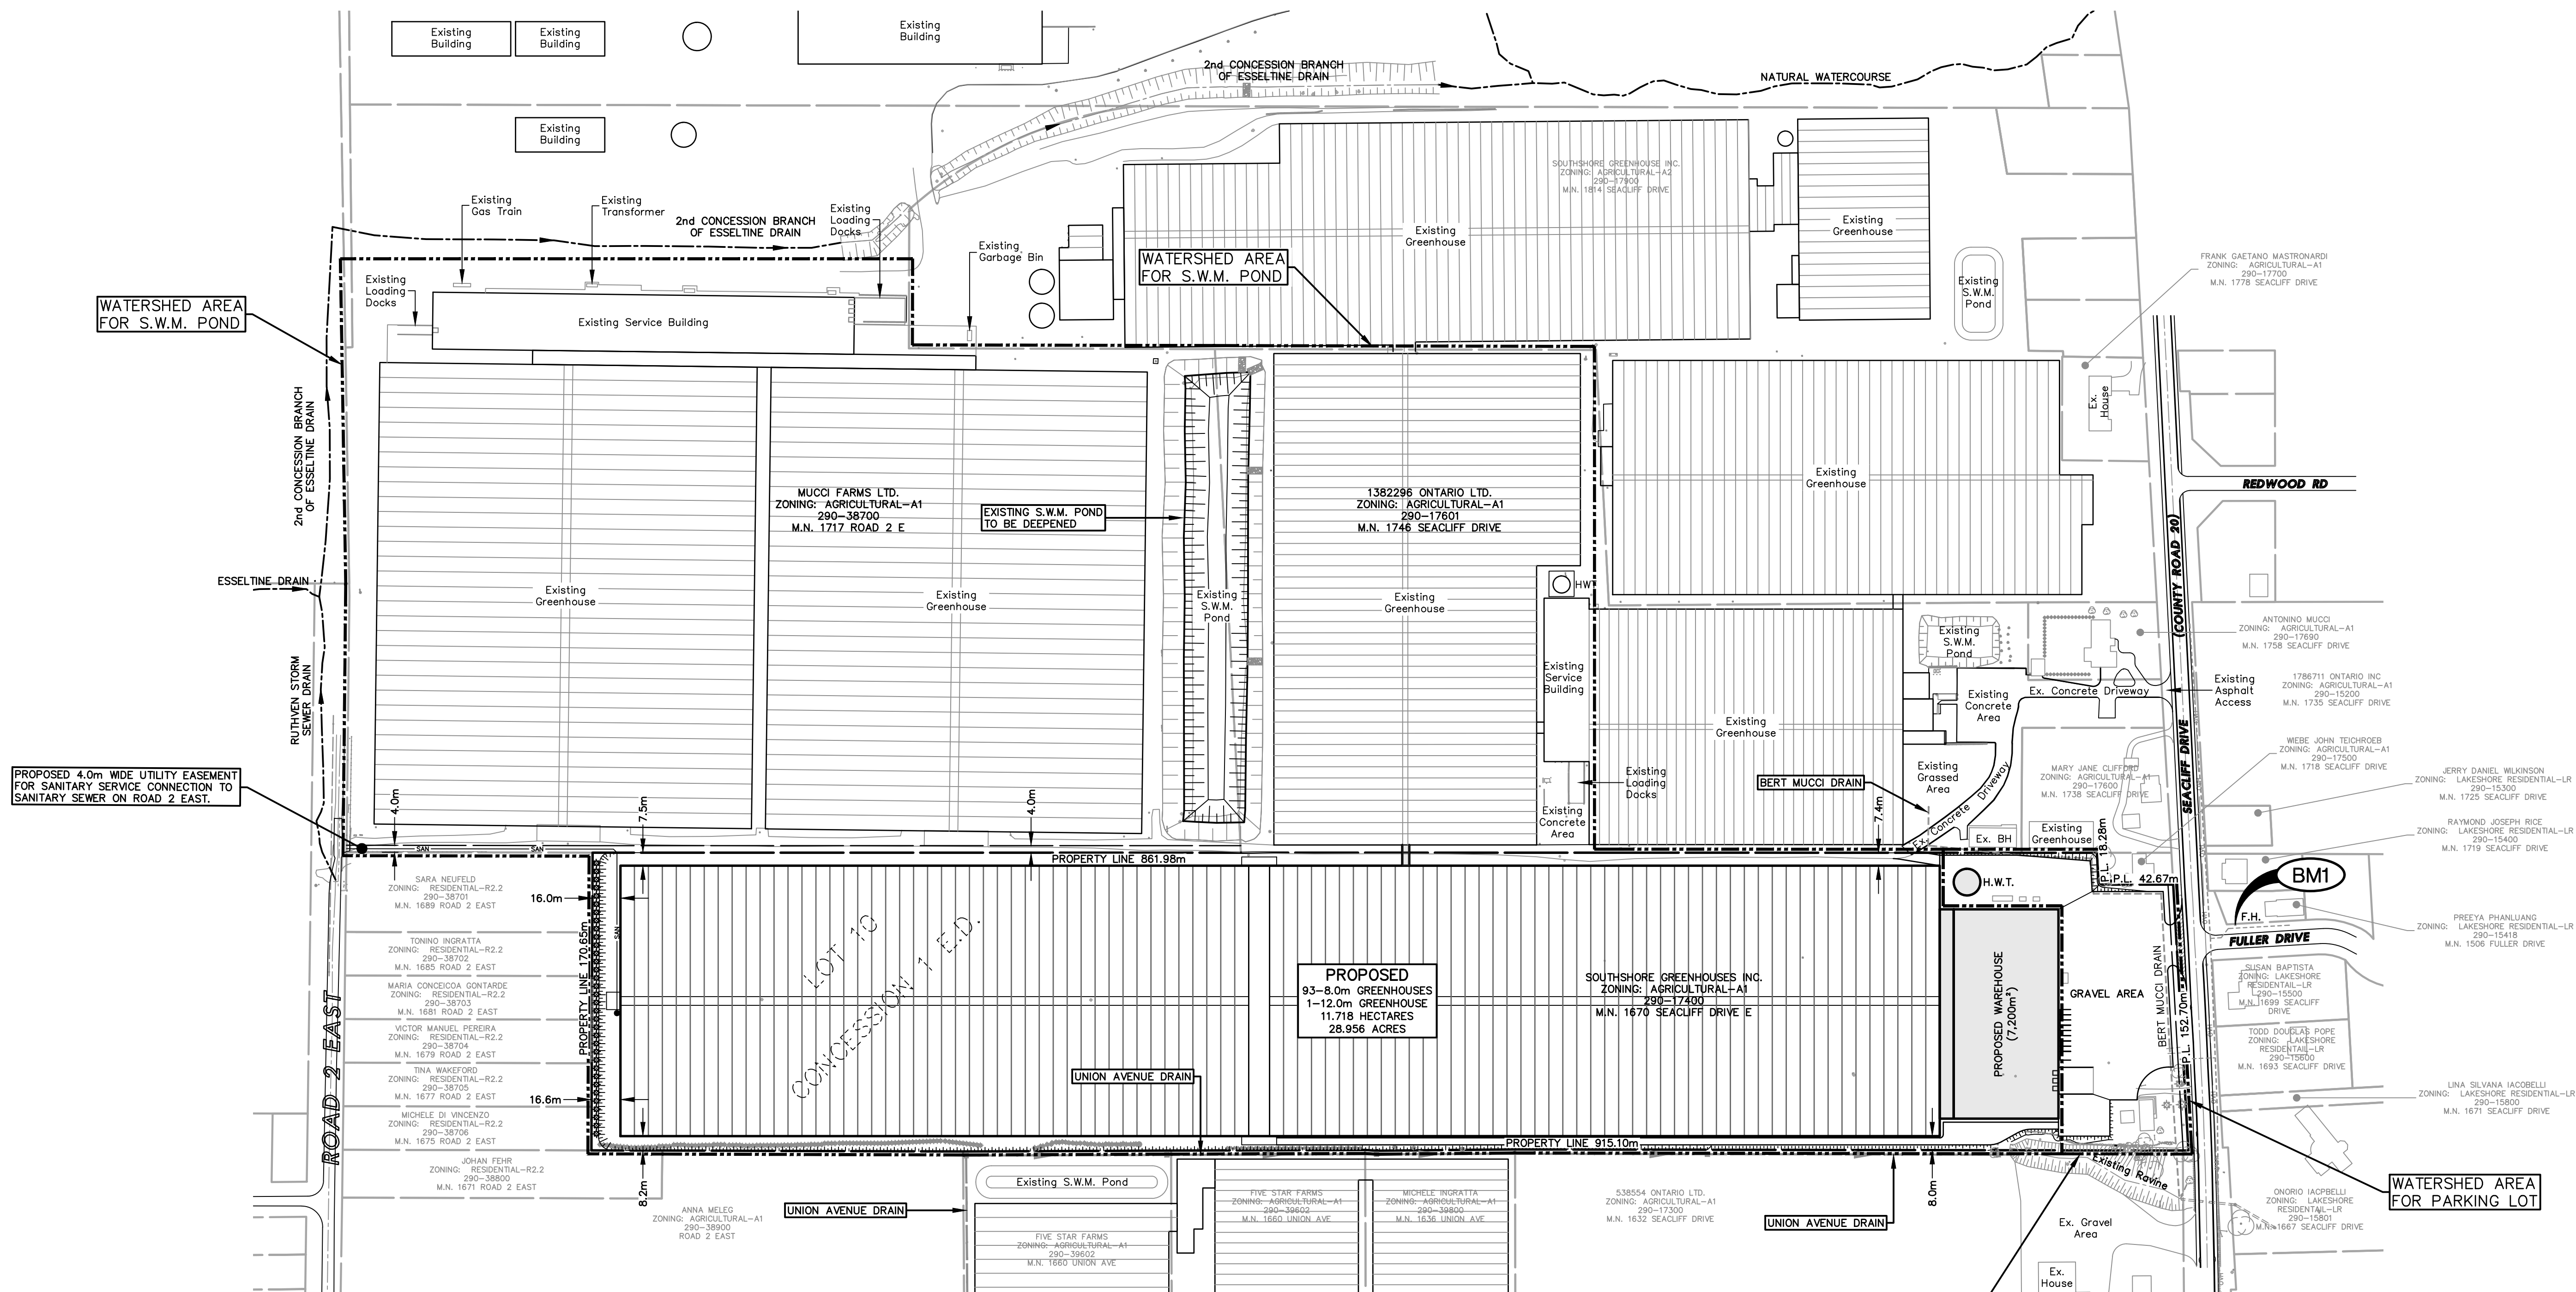 Existing
Building
Existing
Building
Existing
Building
Existing
Building
2nd CONCESSION BRANCH
OF ESSELTINE DRAIN
NATURAL WATERCOURSE
Existing
Gas Train
Existing
Transformer
2nd CONCESSION BRANCH
OF ESSELTINE DRAIN
Existing
Loading
Docks
Existing
Garbage Bin
SOUTHSHORE GREENHOUSE INC.
ZONING: AGRICULTURAL-A2
290-17900
M.N. 1814 SEACLIFF DRIVE
Existing
Greenhouse
Existing
Greenhouse
WATERSHED AREA
FOR S.W.M. POND
Existing
S.W.M.
Pond
FRANK GAETANO MASTRONARDI
ZONING: AGRICULTURAL-A1
290-17700
M.N. 1778 SEACLIFF DRIVE
WATERSHED AREA
FOR S.W.M. POND
Existing
Loading
Docks
Existing Service Building
2nd CONCESSION BRANCH
OF ESSELTINE DRAIN
Ex.
House
MUCCI FARMS LTD.
ZONING: AGRICULTURAL-A1
290-38700
M.N. 1717 ROAD 2 E
EXISTING S.W.M. POND
TO BE DEEPENED
1382296 ONTARIO LTD.
ZONING: AGRICULTURAL-A1
290-17601
M.N. 1746 SEACLIFF DRIVE
Existing
Greenhouse
REDWOOD RD
(COUNTY ROAD 20)
SEACLIFF DRIVE
ESSELTINE DRAIN
Existing
Greenhouse
Existing
Greenhouse
Existing
S.W.M.
Pond
Existing
Greenhouse
HWT
Existing
Service
Building
Existing
S.W.M.
Pond
ANTONINO MUCCI
ZONING: AGRICULTURAL-A1
290-17690
M.N. 1758 SEACLIFF DRIVE
RUTHVEN STORM
SEWER DRAIN
Existing
Greenhouse
Existing
Concrete
Area
Ex. Concrete Driveway
Existing
Asphalt
Access
1786711 ONTARIO INC
ZONING: AGRICULTURAL-A1
290-15200
M.N. 1735 SEACLIFF DRIVE
PROPOSED 4.0m WIDE UTILITY EASEMENT
FOR SANITARY SERVICE CONNECTION TO
SANITARY SEWER ON ROAD 2 EAST.
4.0m
7.5m
4.0m
Existing
Loading
Docks
Existing
Concrete
Area
BERT MUCCI DRAIN
7.4m
Existing
Grassed
Area
Ex. Concrete Driveway
MARY JANE CLIFFORD
ZONING: AGRICULTURAL-A1
290-17600
M.N. 1738 SEACLIFF DRIVE
WIEBE JOHN TEICHROEB
ZONING: AGRICULTURAL-A1
290-17500
M.N. 1718 SEACLIFF DRIVE
JERRY DANIEL WILKINSON
ZONING: LAKESHORE RESIDENTIAL-LR
290-15300
M.N. 1725 SEACLIFF DRIVE
RAYMOND JOSEPH RICE
ZONING: LAKESHORE RESIDENTIAL-LR
290-15400
M.N. 1719 SEACLIFF DRIVE
Ex. BH
Existing
Greenhouse
P.L. 18.28m
P.L. 42.67m
SAN
SAN
SAN
PROPERTY LINE 861.98m
SARA NEUFELD
ZONING: RESIDENTIAL-R2.2
290-38701
M.N. 1689 ROAD 2 EAST
16.0m
H.W.T.
BM1
F.H.
FULLER DRIVE
PREEYA PHANLUANG
ZONING: LAKESHORE RESIDENTIAL-LR
290-15418
M.N. 1506 FULLER DRIVE
TONINO INGRATTA
ZONING: RESIDENTIAL-R2.2
290-38702
M.N. 1685 ROAD 2 EAST
PROPERTY LINE 170.65m
LOT 10
CONCESSION 1 E.D.
PROPOSED
93-8.0m GREENHOUSES
1-12.0m GREENHOUSE
11.718 HECTARES
28.956 ACRES
SOUTHSHORE GREENHOUSES INC.
ZONING: AGRICULTURAL-A1
290-17400
M.N. 1670 SEACLIFF DRIVE E
PROPOSED WAREHOUSE
(7,200m²)
GRAVEL AREA
BERT MUCCI DRAIN
P.L. 152.70m
SUSAN BAPTISTA
ZONING: LAKESHORE
RESIDENTAIL-LR
290-15500
M.N. 1699 SEACLIFF
DRIVE
MARIA CONCEICOA GONTARDE
ZONING: RESIDENTIAL-R2.2
290-38703
M.N. 1681 ROAD 2 EAST
VICTOR MANUEL PEREIRA
ZONING: RESIDENTIAL-R2.2
290-38704
M.N. 1679 ROAD 2 EAST
TODD DOUGLAS POPE
ZONING: LAKESHORE
RESIDENTAIL-LR
290-15600
M.N. 1693 SEACLIFF DRIVE
ROAD 2 EAST
TINA WAKEFORD
ZONING: RESIDENTIAL-R2.2
290-38705
M.N. 1677 ROAD 2 EAST
16.6m
UNION AVENUE DRAIN
LINA SILVANA IACOBELLI
ZONING: LAKESHORE RESIDENTIAL-LR
290-15800
M.N. 1671 SEACLIFF DRIVE
MICHELE DI VINCENZO
ZONING: RESIDENTIAL-R2.2
290-38706
M.N. 1675 ROAD 2 EAST
PROPERTY LINE 915.10m
JOHAN FEHR
ZONING: RESIDENTIAL-R2.2
290-38800
M.N. 1671 ROAD 2 EAST
8.2m
8.0m
Existing Ravine
WATERSHED AREA
FOR PARKING LOT
Existing S.W.M. Pond
ANNA MELEG
ZONING: AGRICULTURAL-A1
290-38900
ROAD 2 EAST
UNION AVENUE DRAIN
FIVE STAR FARMS
ZONING: AGRICULTURAL-A1
290-39602
M.N. 1660 UNION AVE
MICHELE INGRATTA
ZONING: AGRICULTURAL-A1
290-39800
M.N. 1636 UNION AVE
538554 ONTARIO LTD.
ZONING: AGRICULTURAL-A1
290-17300
M.N. 1632 SEACLIFF DRIVE
UNION AVENUE DRAIN
Ex. Gravel
Area
ONORIO IACPBELLI
ZONING: LAKESHORE
RESIDENTIAL-LR
290-15801
M.N. 1667 SEACLIFF DRIVE
FIVE STAR FARMS
ZONING: AGRICULTURAL-A1
290-39602
M.N. 1660 UNION AVE
Ex.
House